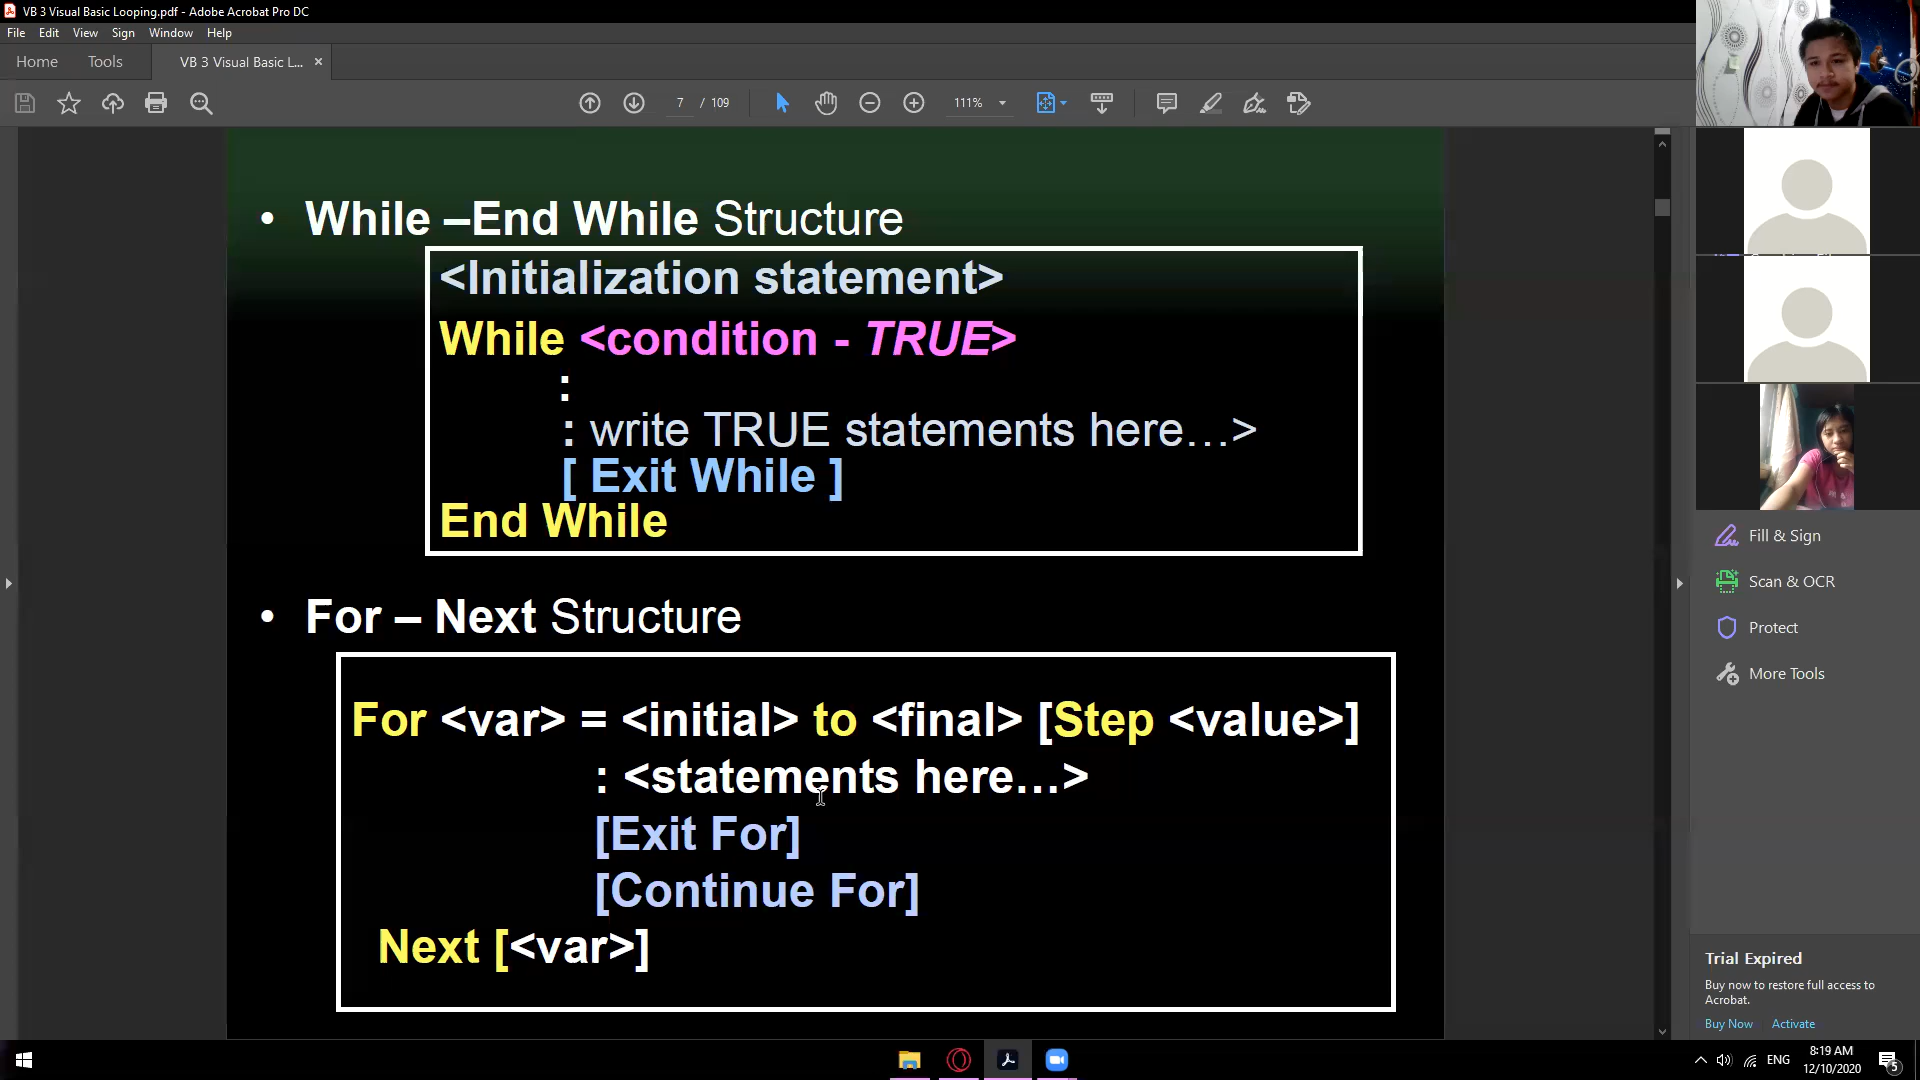 VB 3 Visual Basic Looping.pdf - Adobe Acrobat Pro DC
File Edit View Sign Window Help
Home Tools VB 3 Visual Basic L... ×
7 / 109 111%
• While –End While Structure
<Initialization statement>
While <condition - TRUE>
:
: write TRUE statements here…>
[ Exit While ]
End While
• For – Next Structure
For <var> = <initial> to <final> [Step <value>]
: <statements here…>
[Exit For]
[Continue For]
Next [<var>]
Fill & Sign
Scan & OCR
Protect
More Tools
Trial Expired
Buy now to restore full access to
Acrobat.
Buy Now Activate
ENG
8:19 AM
12/10/2020
5